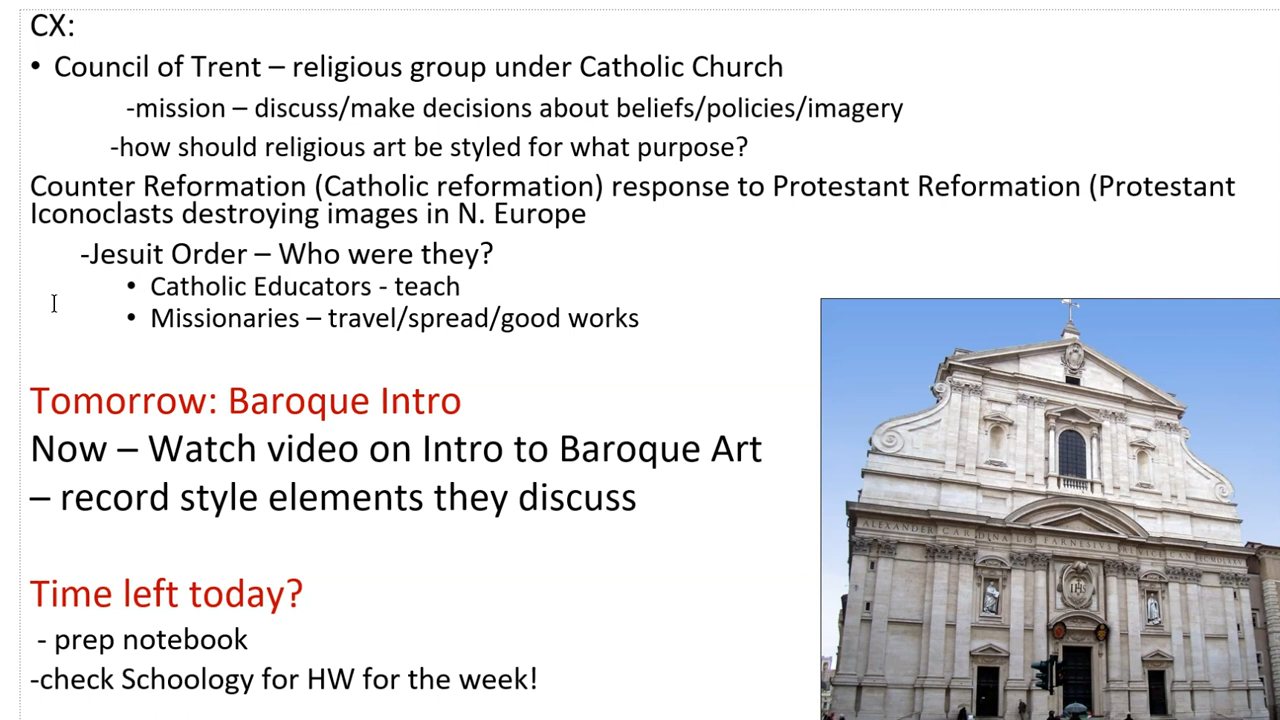 CX:
• Council of Trent – religious group under Catholic Church
-mission – discuss/make decisions about beliefs/policies/imagery
-how should religious art be styled for what purpose?
Counter Reformation (Catholic reformation) response to Protestant Reformation (Protestant
Iconoclasts destroying images in N. Europe
-Jesuit Order – Who were they?
• Catholic Educators - teach
• Missionaries – travel/spread/good works
Tomorrow: Baroque Intro
Now – Watch video on Intro to Baroque Art
– record style elements they discuss
Time left today?
- prep notebook
-check Schoology for HW for the week!
ALEXANDER CARDINALIS FARNESIVS
IHS